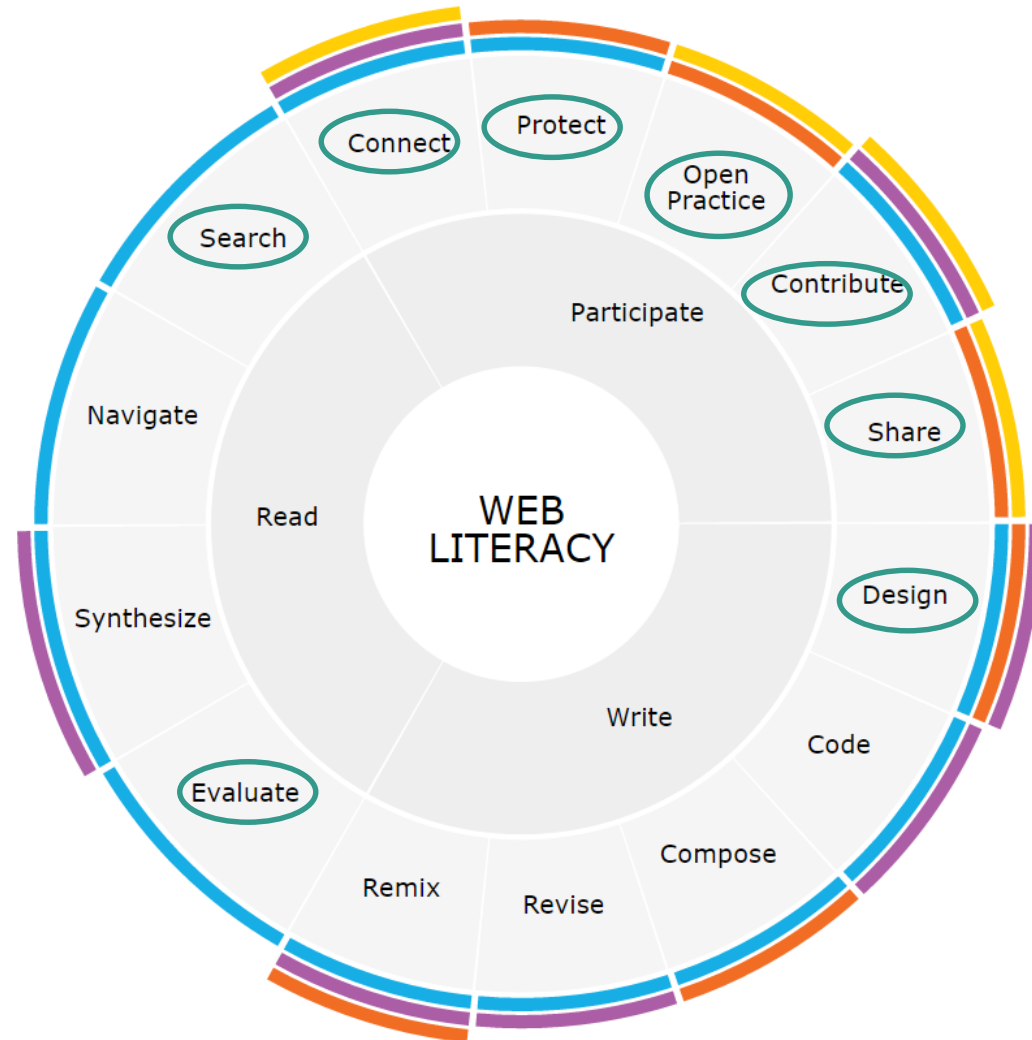 Connect
Protect
Open
Practice
Search
Contribute
Participate
Navigate
Share
Read
WEB
LITERACY
Synthesize
Design
Write
Code
Evaluate
Compose
Remix
Revise